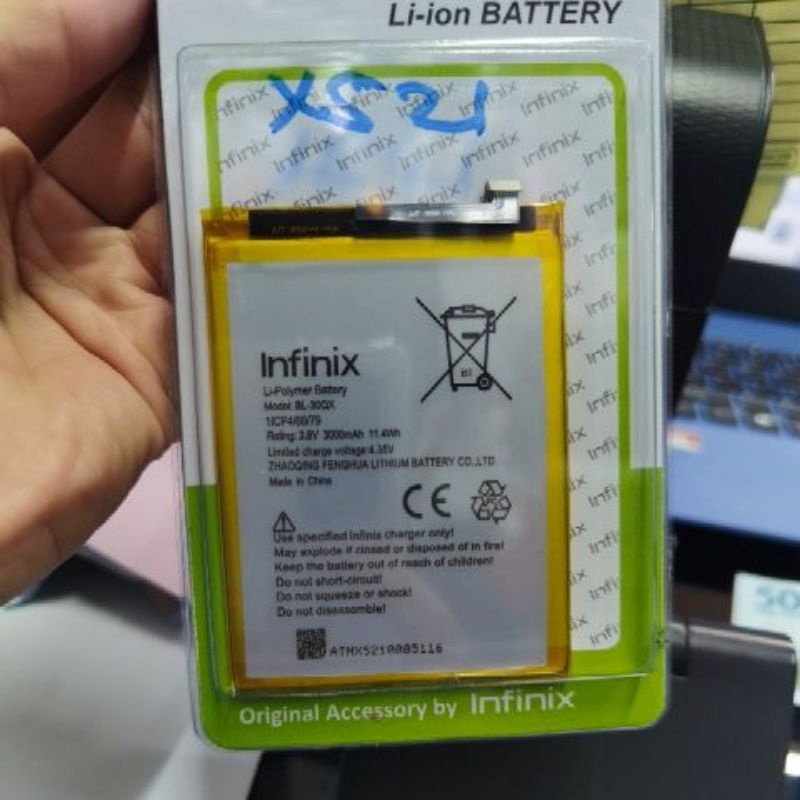 Li-ion BATTERY
X521
Infinix
Li-Polymer Battery
Model: BL-30QX
1ICP4/66/79
Rating: 3.8V 3000mAh 11.4Wh
Limited charge voltage:4.35V
ZHAOQING FENGHUA LITHIUM BATTERY CO.,LTD.
Made in China
CE
Use specified Infinix charger only!
May explode if rinsed or disposed of in fire!
Keep the battery out of reach of children!
Do not short-circuit!
Do not squeeze or shock!
Do not disassemble!
ATHX5210085116
Original Accessory by Infinix